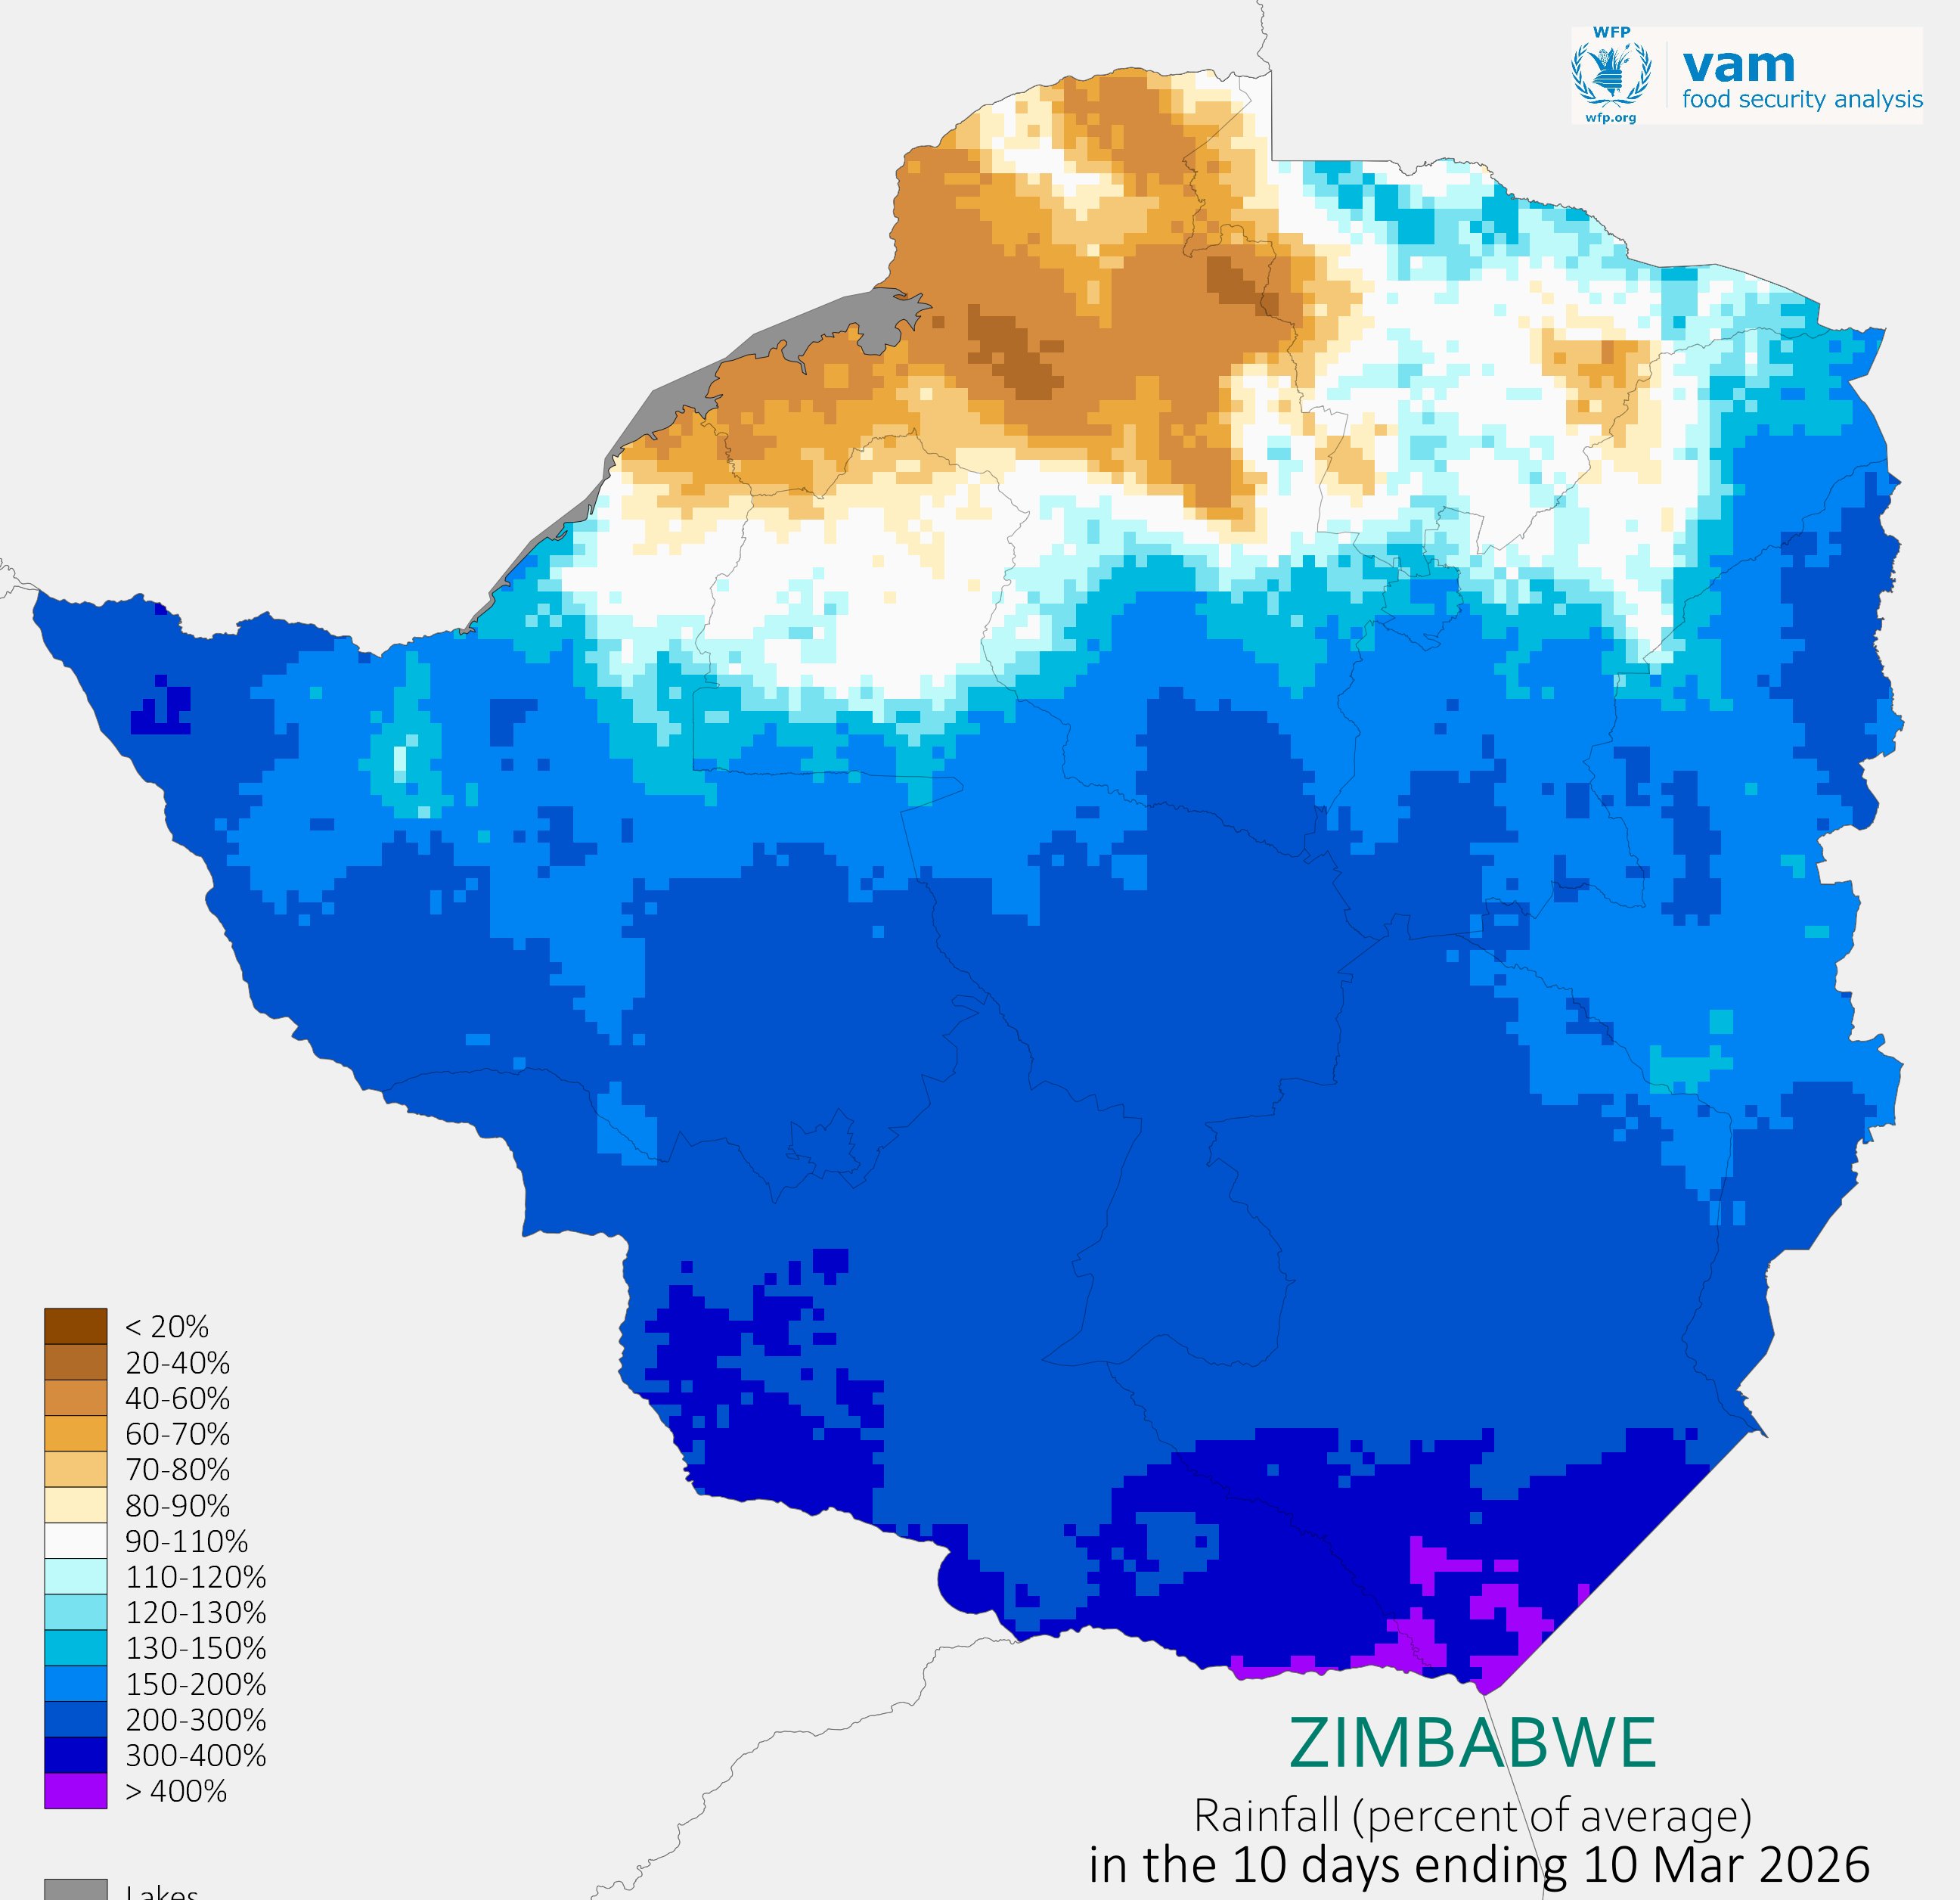 WFP
wfp.org
vam
food security analysis
< 20%
20-40%
40-60%
60-70%
70-80%
80-90%
90-110%
110-120%
120-130%
130-150%
150-200%
200-300%
300-400%
> 400%
Lakes
ZIMBABWE
Rainfall (percent of average)
in the 10 days ending 10 Mar 2026